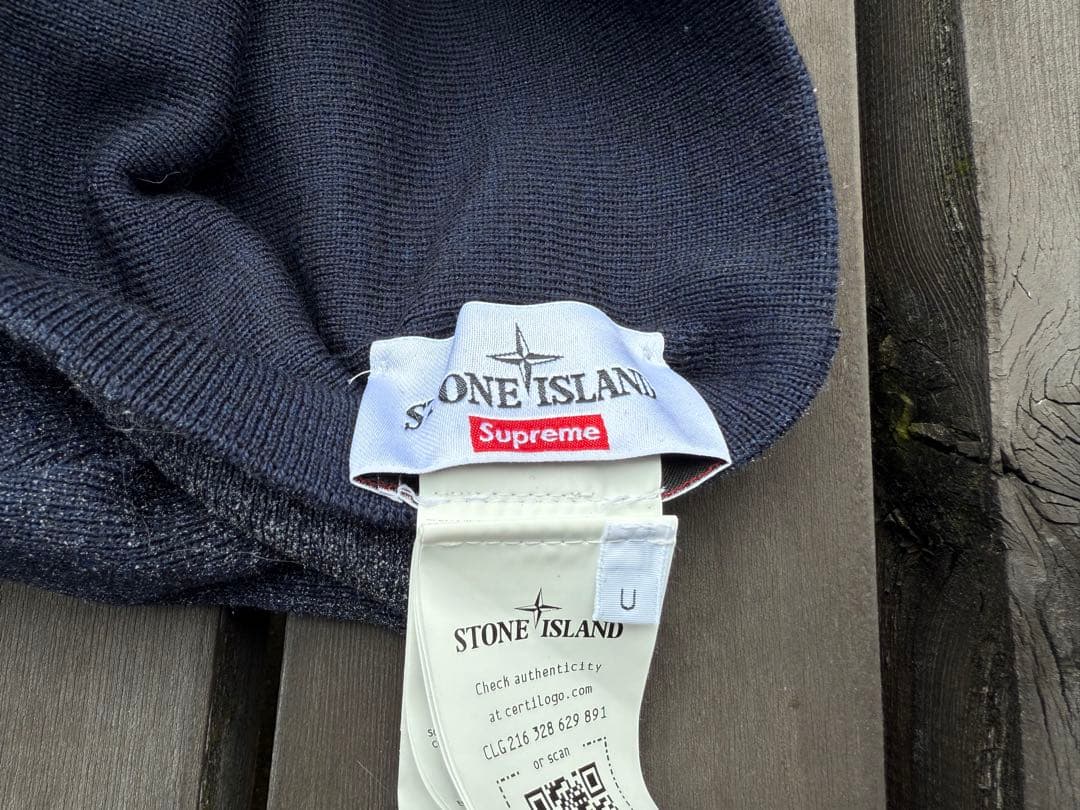 STONE ISLAND
Supreme
U
STONE ISLAND
Check authenticity
at certilogo.com
CLG 216 328 629 891
or scan